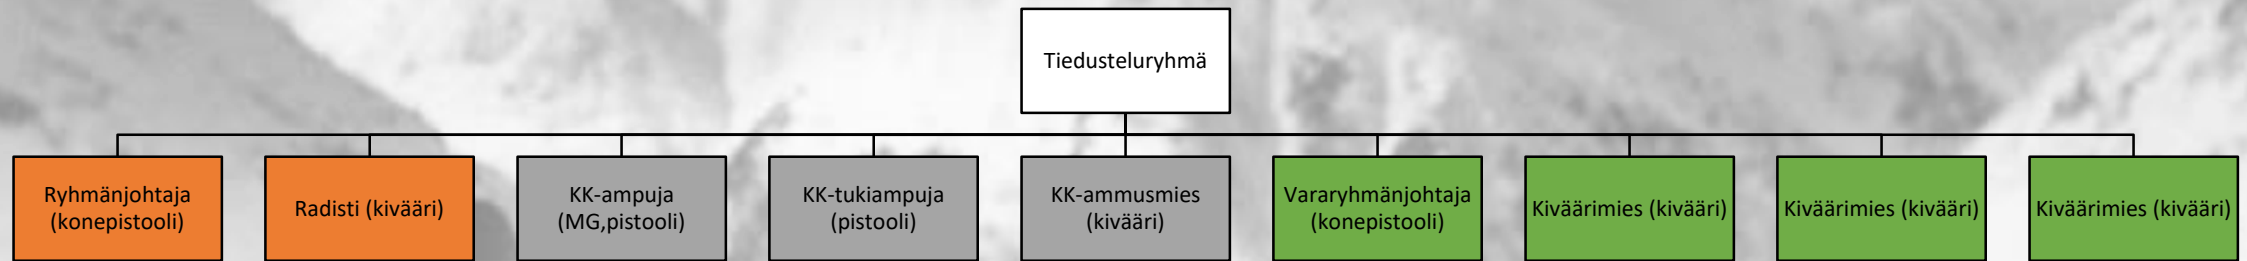 Tiedusteluryhmä
Ryhmänjohtaja
(konepistooli)
Radisti (kivääri)
KK-ampuja
(MG,pistooli)
KK-tukiampuja
(pistooli)
KK-ammusmies
(kivääri)
Vararyhmänjohtaja
(konepistooli)
Kiväärimies (kivääri)
Kiväärimies (kivääri)
Kiväärimies (kivääri)